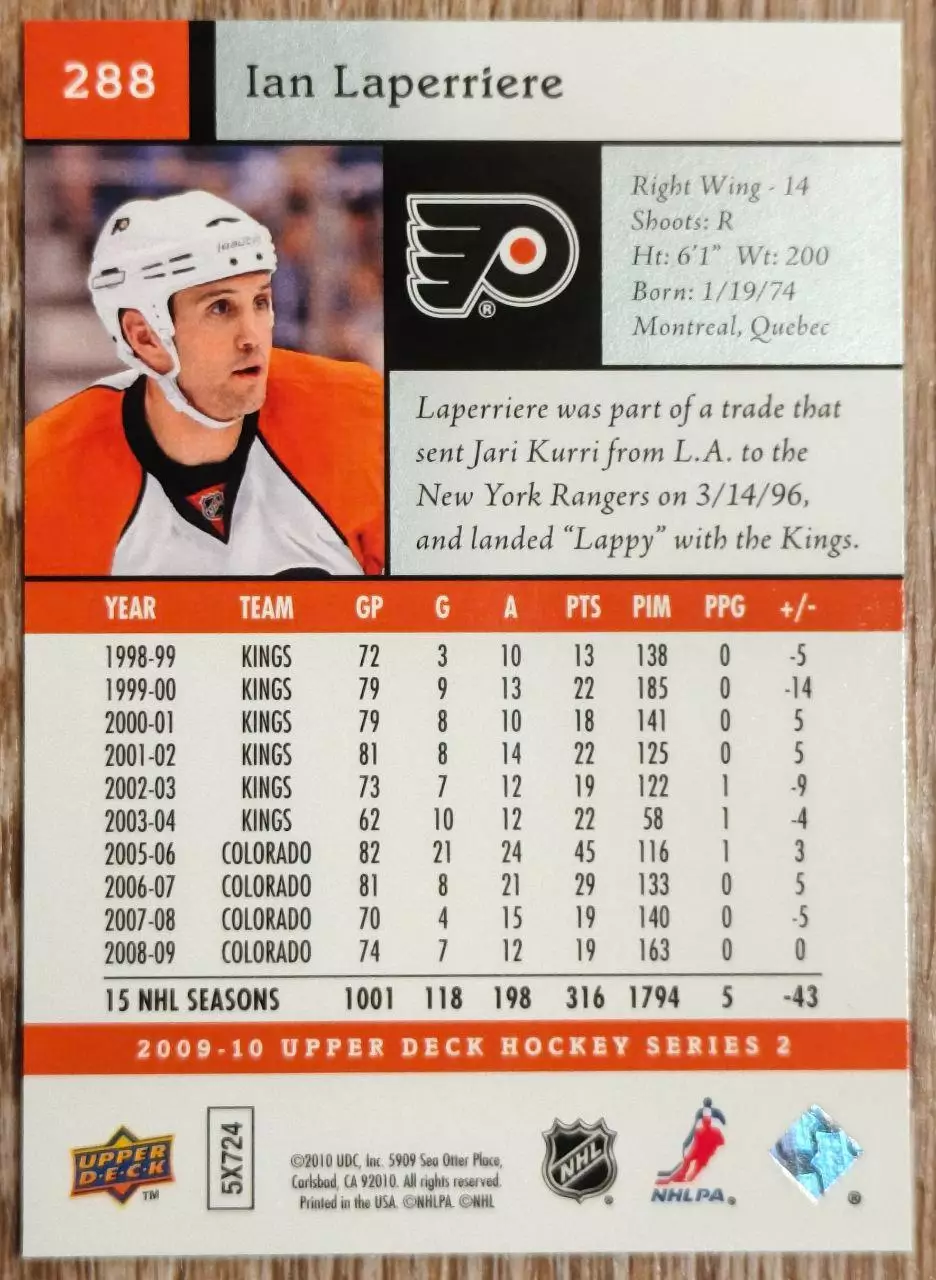 288 Ian Laperriere
Right Wing - 14
Shoots: R
Ht: 6'1" Wt: 200
Born: 1/19/74
Montreal, Quebec
®
Laperriere was part of a trade that
sent Jari Kurri from L.A. to the
New York Rangers on 3/14/96,
and landed "Lappy" with the Kings.
YEAR TEAM GP G A PTS PIM PPG +/-
1998-99 KINGS 72 3 10 13 138 0 -5
1999-00 KINGS 79 9 13 22 185 0 -14
2000-01 KINGS 79 8 10 18 141 0 5
2001-02 KINGS 81 8 14 22 125 0 5
2002-03 KINGS 73 7 12 19 122 1 -9
2003-04 KINGS 62 10 12 22 58 1 -4
2005-06 COLORADO 82 21 24 45 116 1 3
2006-07 COLORADO 81 8 21 29 133 0 5
2007-08 COLORADO 70 4 15 19 140 0 -5
2008-09 COLORADO 74 7 12 19 163 0 0
15 NHL SEASONS 1001 118 198 316 1794 5 -43
2009-10 UPPER DECK HOCKEY SERIES 2
UPPER
D·E·C·K
TM
5X724
©2010 UDC, Inc. 5909 Sea Otter Place,
Carlsbad, CA 92010. All rights reserved.
Printed in the USA. ©NHLPA. ©NHL
NHL
®
NHLPA®
®